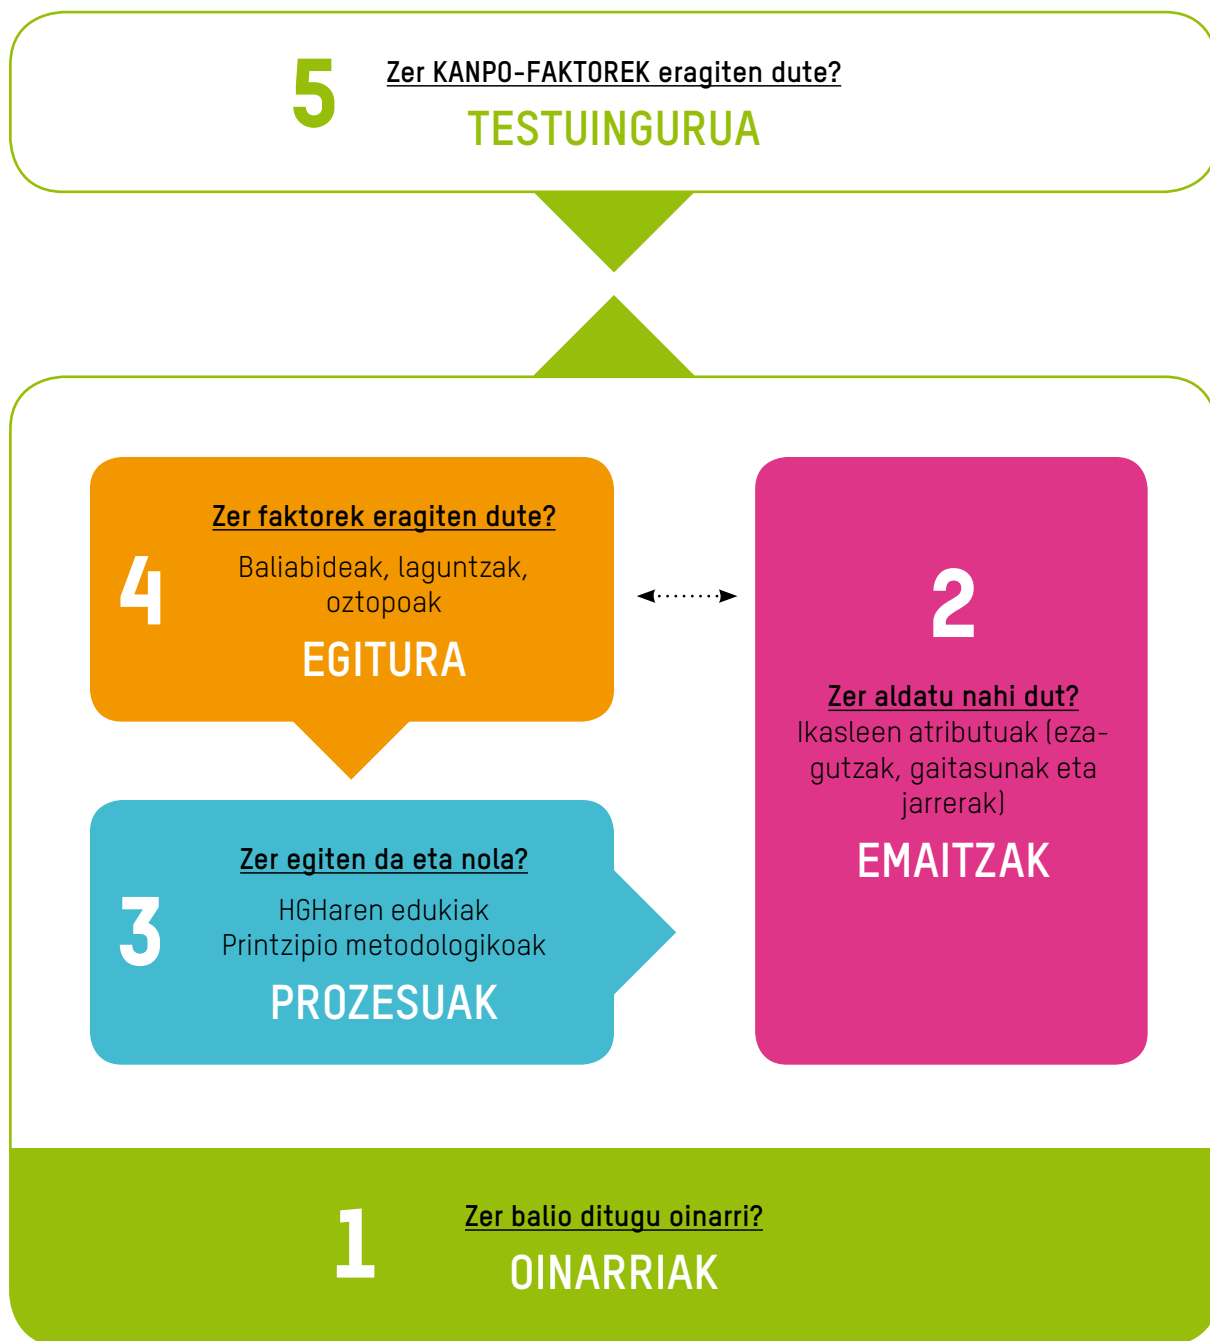 5
Zer KANPO-FAKTOREK eragiten dute?
TESTUINGURUA
4
Zer faktorek eragiten dute?
Baliabideak, laguntzak,
oztopoak
EGITURA
3
Zer egiten da eta nola?
HGHaren edukiak
Printzipio metodologikoak
PROZESUAK
2
Zer aldatu nahi dut?
Ikasleen atributuak (eza-
gutzak, gaitasunak eta
jarrerak)
EMAITZAK
1
Zer balio ditugu oinarri?
OINARRIAK